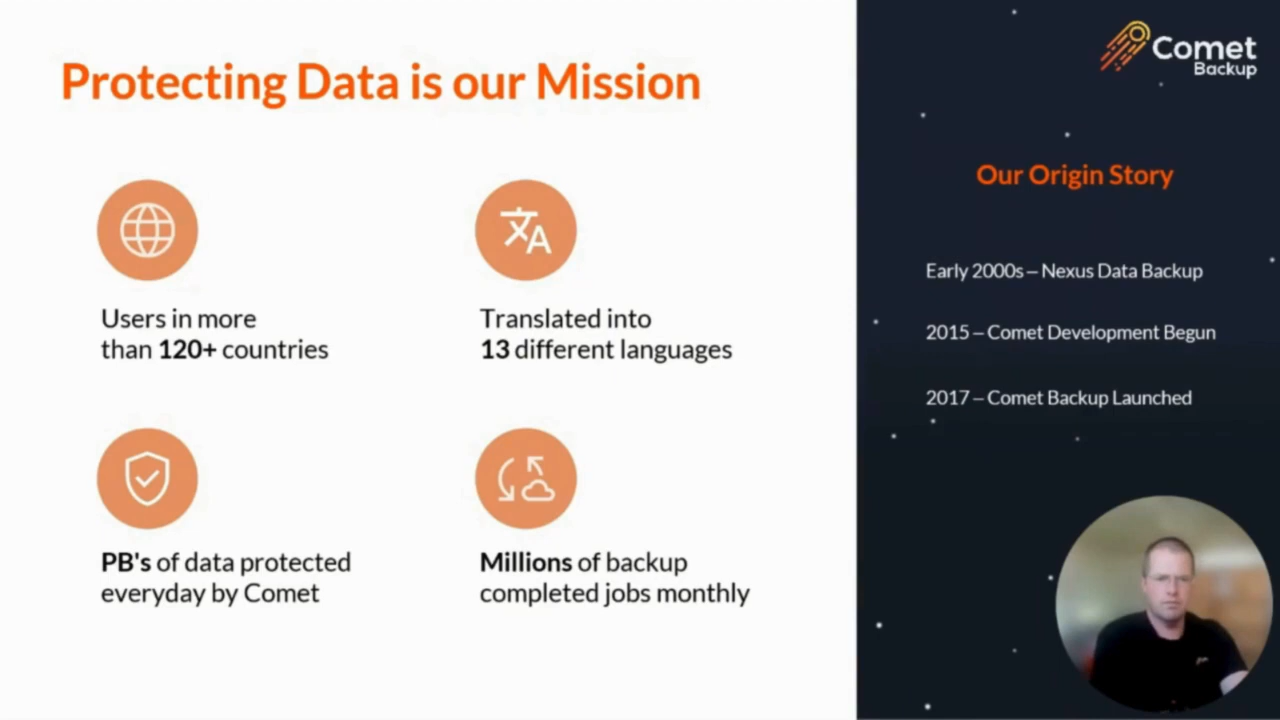 Protecting Data is our Mission
Users in more
than 120+ countries
Translated into
13 different languages
PB's of data protected
everyday by Comet
Millions of backup
completed jobs monthly
Comet
Backup
Our Origin Story
Early 2000s – Nexus Data Backup
2015 – Comet Development Begun
2017 – Comet Backup Launched